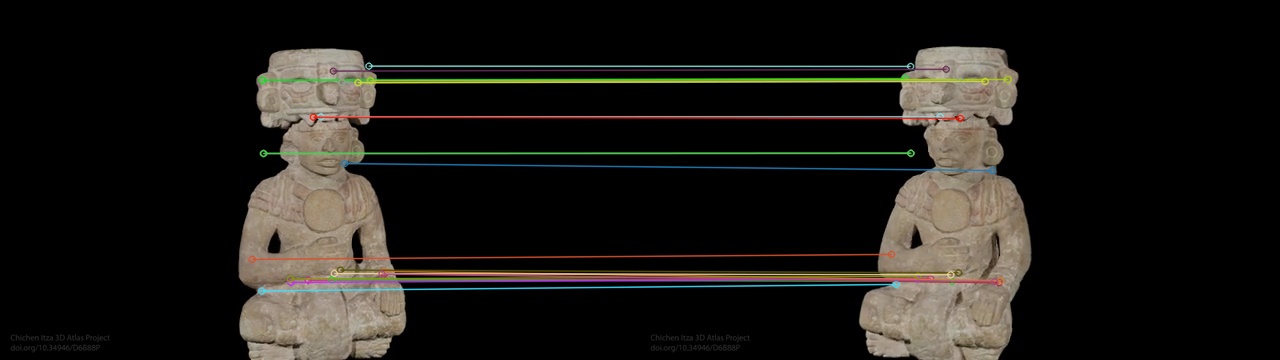 Chichen Itza 3D Atlas Project
doi.org/10.34946/D6B88P
Chichen Itza 3D Atlas Project
doi.org/10.34946/D6B88P